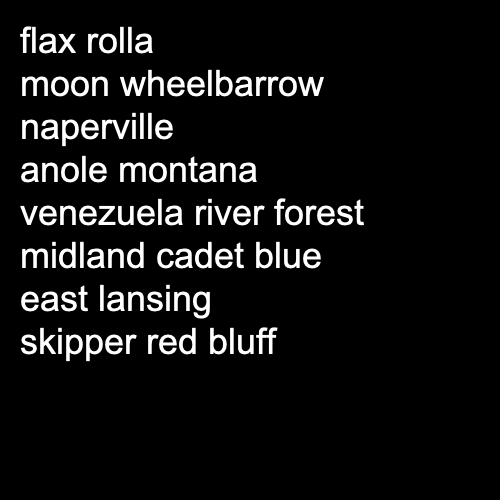 flax rolla
moon wheelbarrow
naperville
anole montana
venezuela river forest
midland cadet blue
east lansing
skipper red bluff